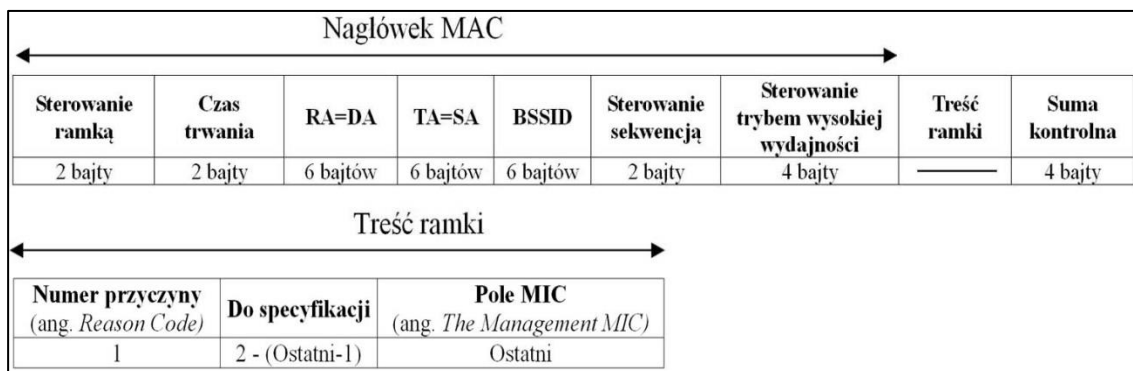 Nagłówek MAC
Sterowanie ramką Czas trwania RA=DA TA=SA BSSID Sterowanie sekwencją Sterowanie trybem wysokiej wydajności Treść ramki Suma kontrolna
2 bajty 2 bajty 6 bajtów 6 bajtów 6 bajtów 2 bajty 4 bajty 4 bajty
Treść ramki
Numer przyczyny (ang. Reason Code) Do specyfikacji Pole MIC (ang. The Management MIC)
1 2 - (Ostatni-1) Ostatni